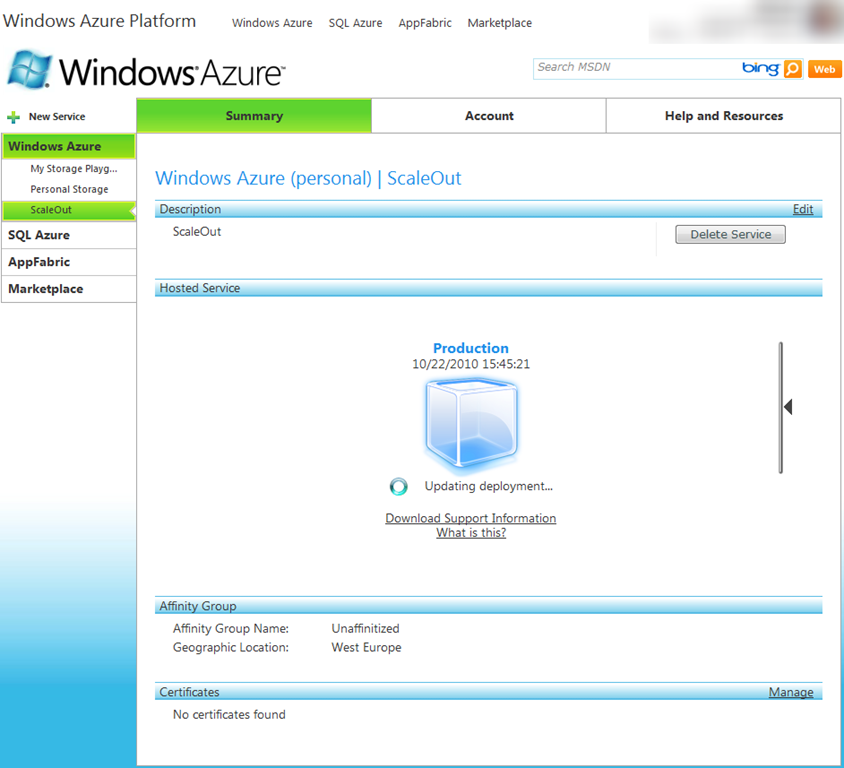 Windows Azure Platform
Windows Azure SQL Azure AppFabric Marketplace
Windows Azure™
Search MSDN
bing
Web
New Service
Summary
Account
Help and Resources
Windows Azure
My Storage Playg...
Personal Storage
ScaleOut
SQL Azure
AppFabric
Marketplace
Windows Azure (personal) | ScaleOut
Description
Edit
ScaleOut
Delete Service
Hosted Service
Production
10/22/2010 15:45:21
Updating deployment...
Download Support Information
What is this?
Affinity Group
Affinity Group Name: Unaffinitized
Geographic Location: West Europe
Certificates
Manage
No certificates found